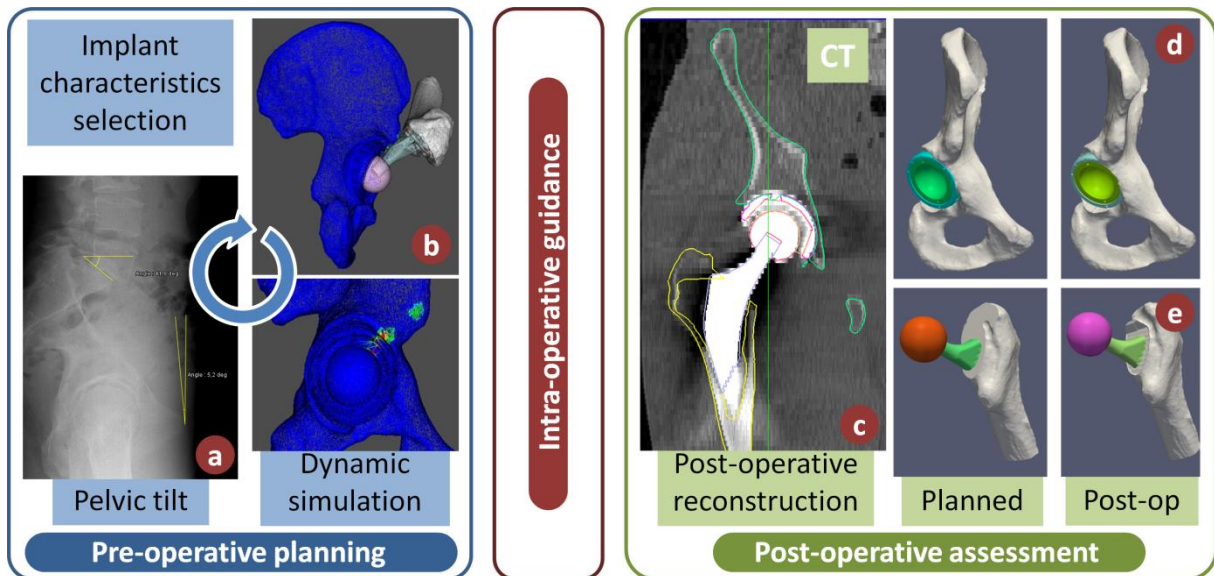 Implant
characteristics
selection
b
Angle : 5,2 deg
a
Pelvic tilt
Dynamic
simulation
Pre-operative planning
Intra-operative guidance
CT
c
Post-operative
reconstruction
d
e
Planned
Post-op
Post-operative assessment